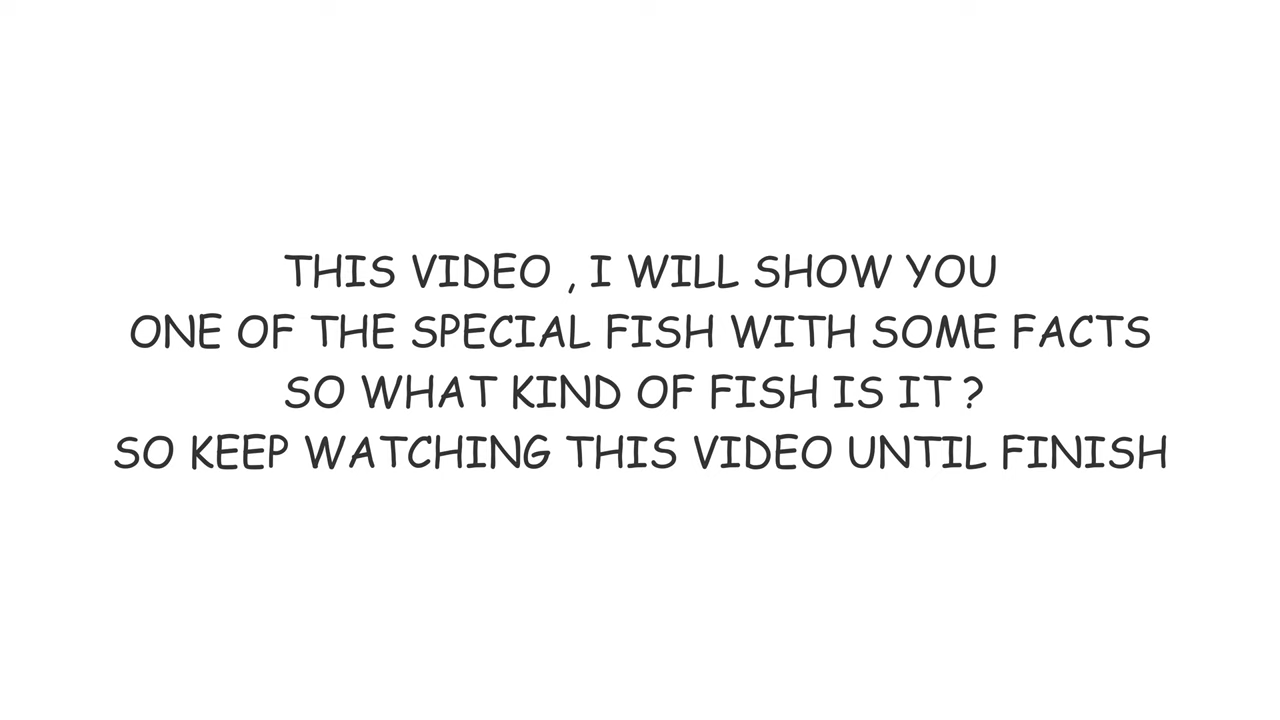 THIS VIDEO , I WILL SHOW YOU
ONE OF THE SPECIAL FISH WITH SOME FACTS
SO WHAT KIND OF FISH IS IT ?
SO KEEP WATCHING THIS VIDEO UNTIL FINISH